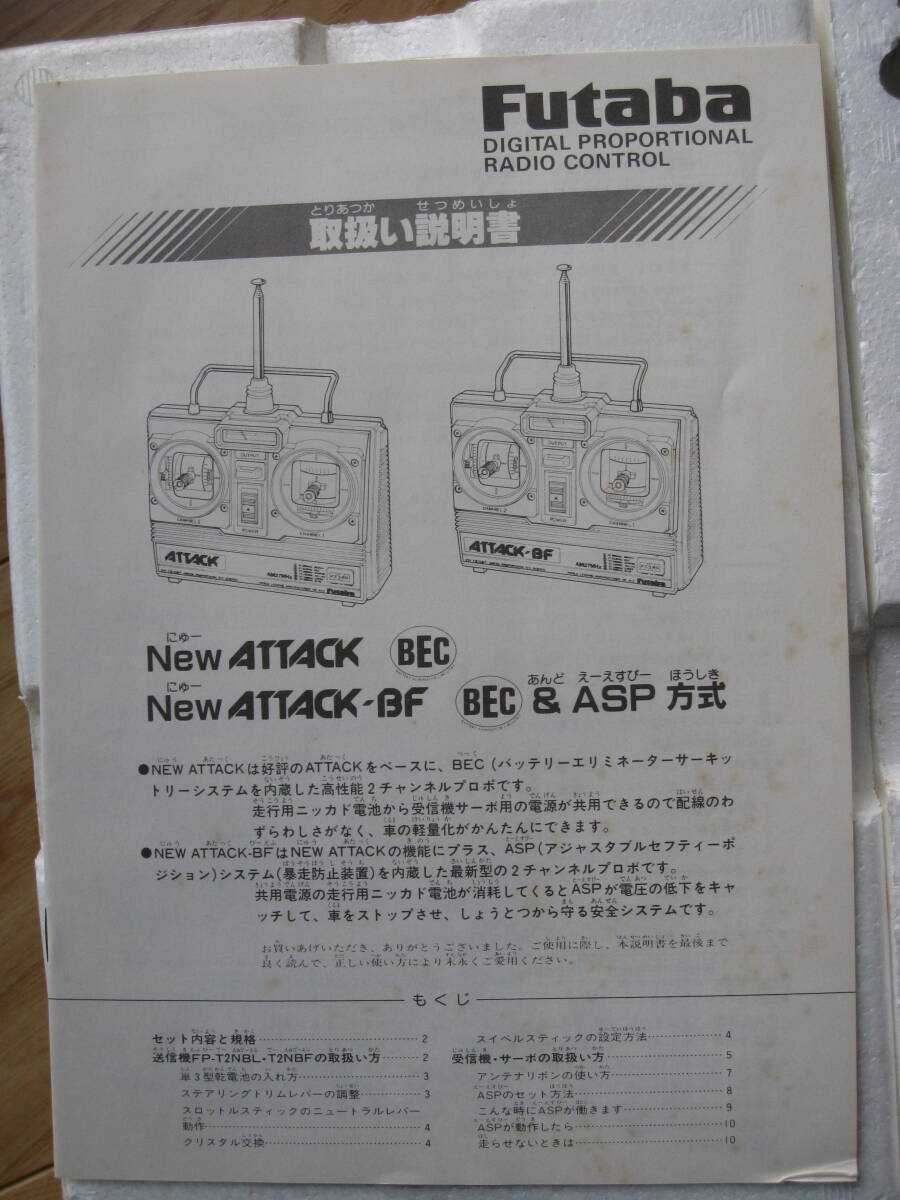 Futaba
DIGITAL PROPORTIONAL
RADIO CONTROL
とりあつか せつめいしょ
取扱い説明書
OUTPUT
CHANNEL 2
POWER
CHANNEL 1
ATTACK
AM27MHz
Futaba
OUTPUT
CHANNEL 2
POWER
CHANNEL 1
ATTACK-BF
AM27MHz
Futaba
にゅー
New ATTACK BEC
にゅー あんど えーえすぴー ほうしき
New ATTACK-BF BEC & ASP 方式
●NEW ATTACKは好評のATTACKをベースに、BEC(バッテリーエリミネーターサーキッ
トリーシステムを内蔵した高性能2チャンネルプロポです。
走行用ニッカド電池から受信機サーボ用の電源が共用できるので配線のわ
ずらわしさがなく、車の軽量化がかんたんにできます。
●NEW ATTACK-BFはNEW ATTACKの機能にプラス、ASP(アジャスタブルセフティーポ
ジション)システム(暴走防止装置)を内蔵した最新型の2チャンネルプロポです。
共用電源の走行用ニッカド電池が消耗してくるとASPが電圧の低下をキャ
ッチして、車をストップさせ、しょうとつから守る安全システムです。
お買いあげいただき、ありがとうございました。ご使用に際し、本説明書を最後まで
良く読んで、正しい使い方により末永くご愛用ください。
もくじ
セット内容と規格 2
送信機FP-T2NBL・T2NBFの取扱い方 2
単3型乾電池の入れ方 3
ステアリングトリムレバーの調整 3
スロットルスティックのニュートラルレバー
動作 4
クリスタル交換 4
スイベルスティックの設定方法 4
受信機・サーボの取扱い方 5
アンテナリボンの使い方 7
ASPのセット方法 8
こんな時にASPが働きます 9
ASPが動作したら 10
走らせないときは 10